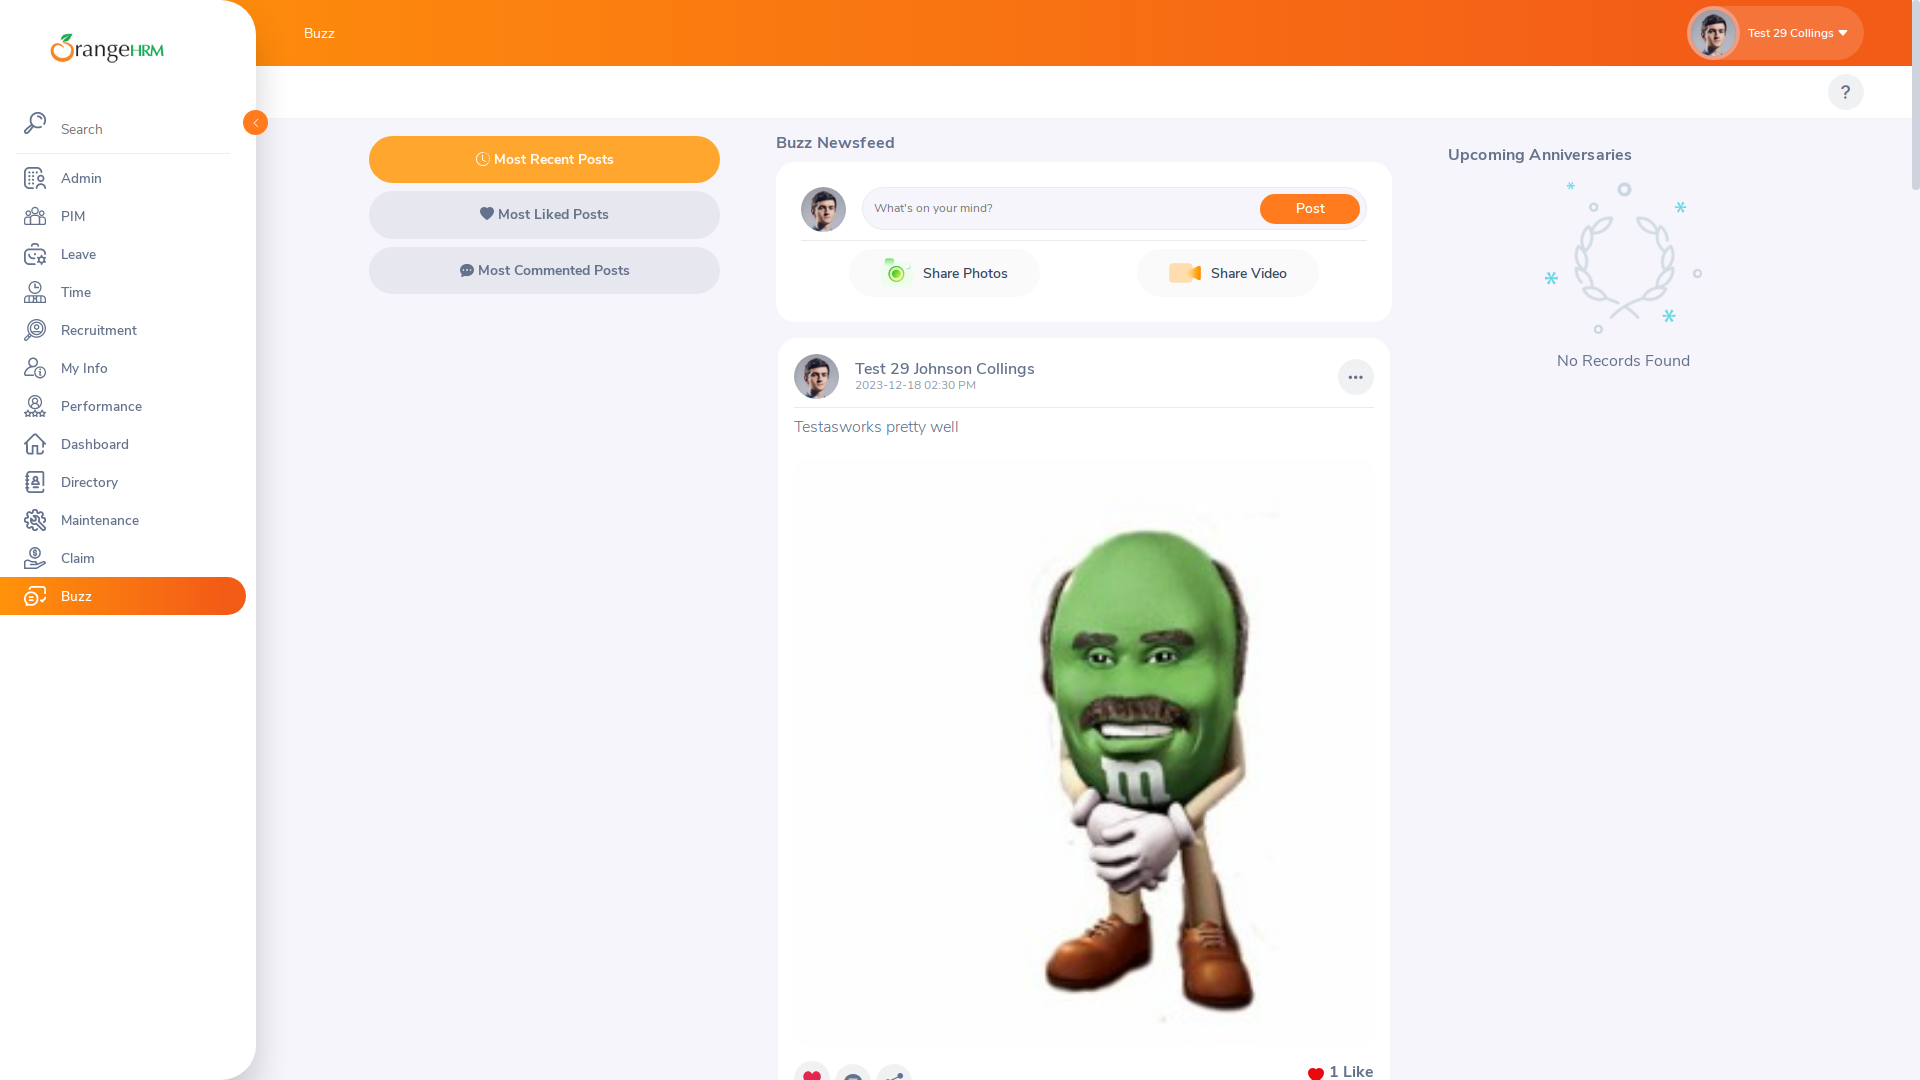 OrangeHRM
Search
Admin
PIM
Leave
Time
Recruitment
My Info
Performance
Dashboard
Directory
Maintenance
Claim
Buzz
Buzz
Test 29 Collings
?
Most Recent Posts
Most Liked Posts
Most Commented Posts
Buzz Newsfeed
What's on your mind?
Post
Share Photos
Share Video
Test 29 Johnson Collings
2023-12-18 02:30 PM
Testasworks pretty well
m
1 Like
Upcoming Anniversaries
No Records Found